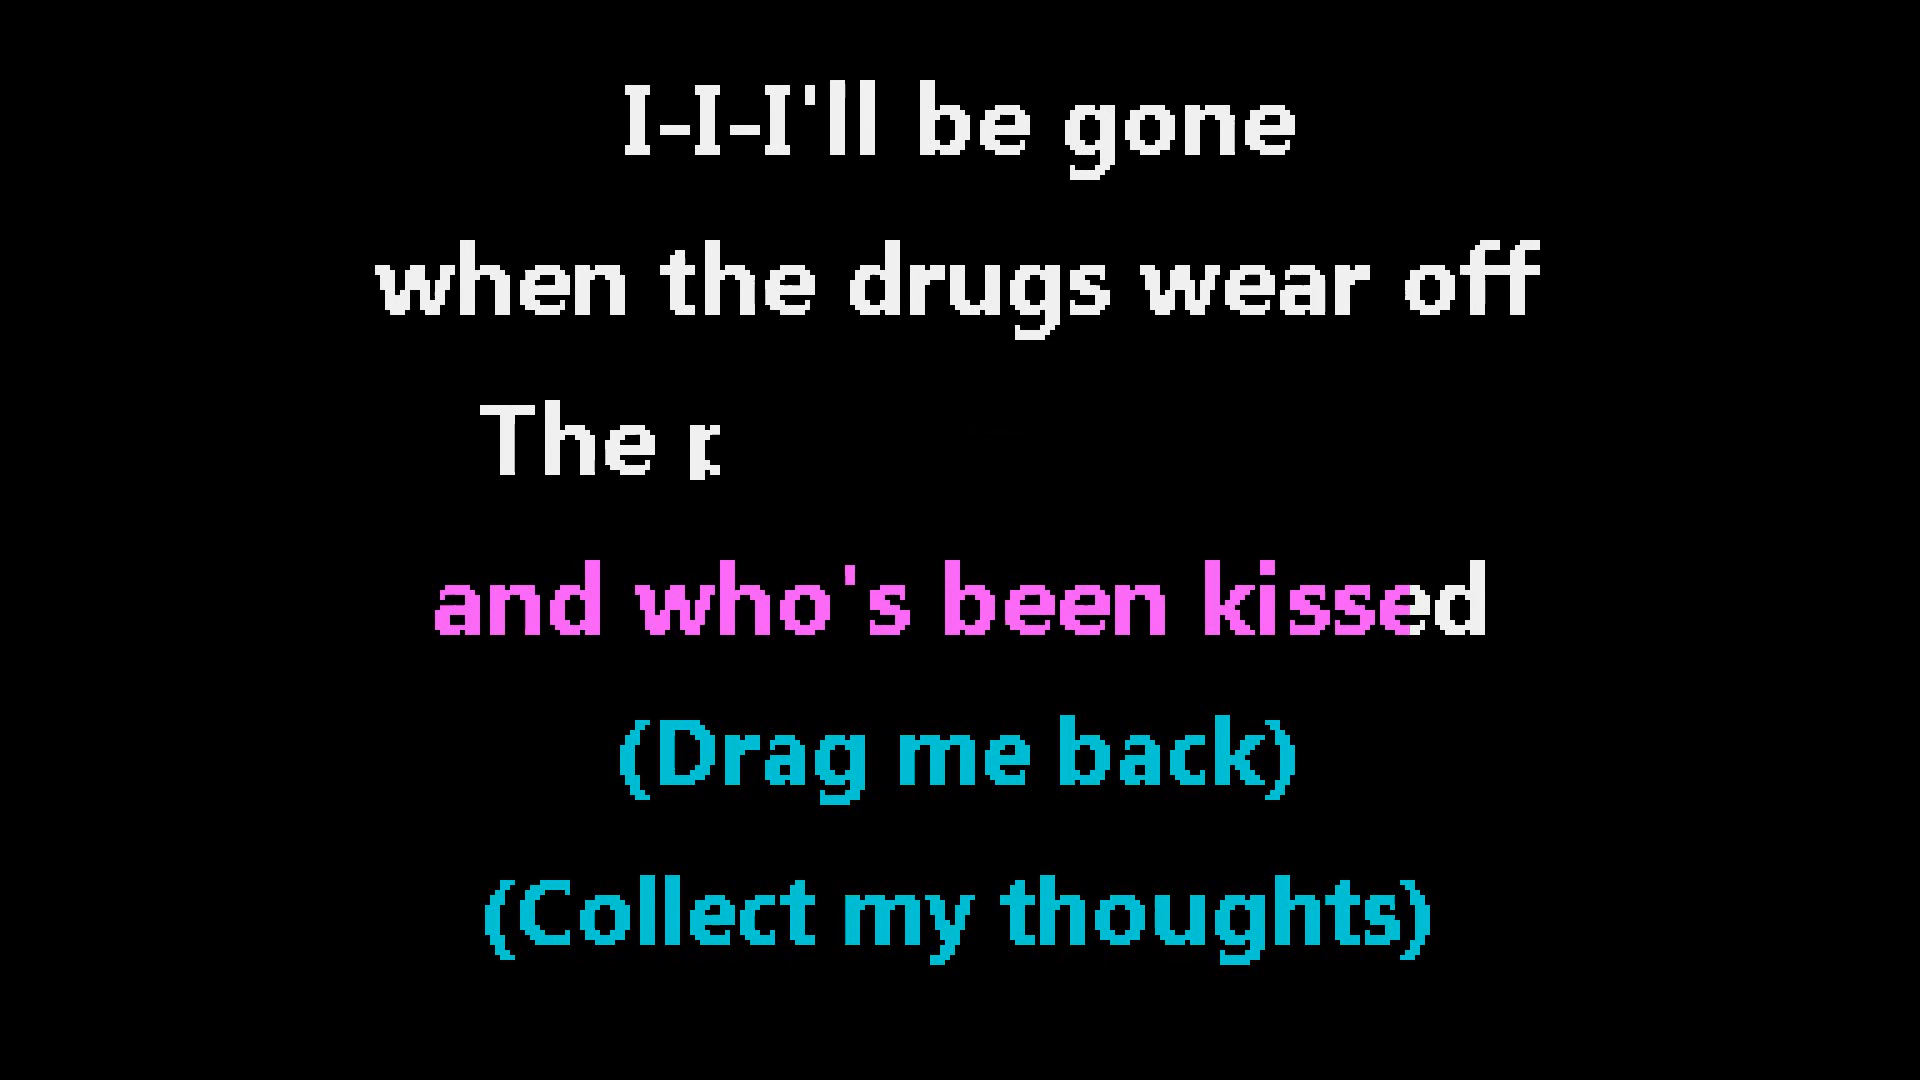 I-I-I'll be gone
when the drugs wear off
The
and who's been kissed
(Drag me back)
(Collect my thoughts)